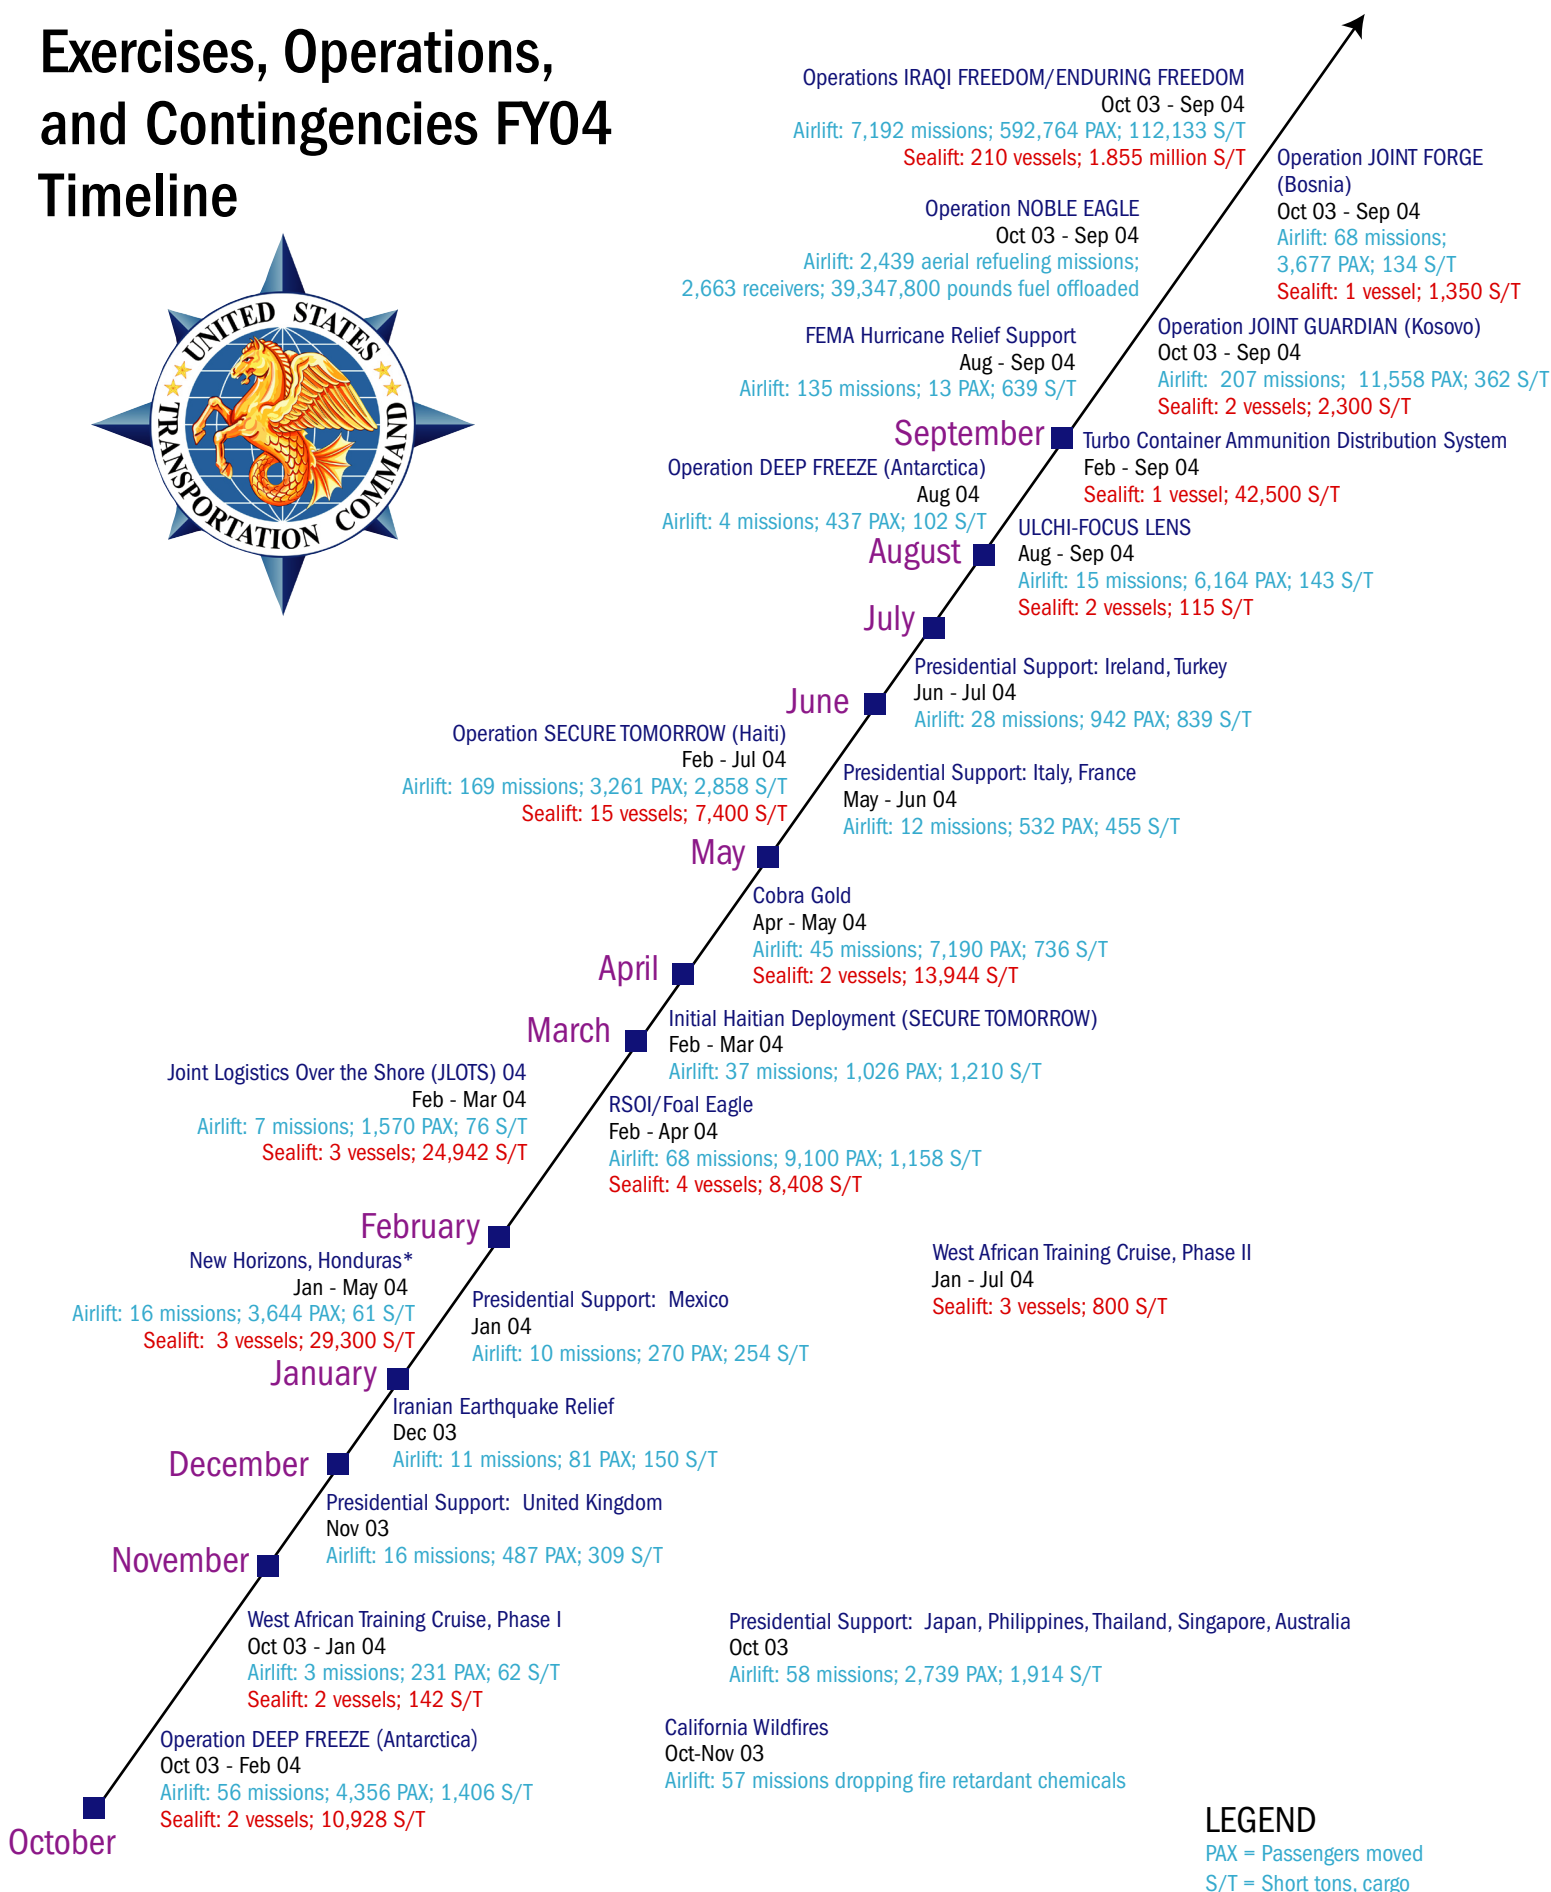 Exercises, Operations,
and Contingencies FY04
Timeline
UNITED STATES
TRANSPORTATION COMMAND
Operations IRAQI FREEDOM/ENDURING FREEDOM
Oct 03 - Sep 04
Airlift: 7,192 missions; 592,764 PAX; 112,133 S/T
Sealift: 210 vessels; 1.855 million S/T
Operation JOINT FORGE
(Bosnia)
Oct 03 - Sep 04
Airlift: 68 missions;
3,677 PAX; 134 S/T
Sealift: 1 vessel; 1,350 S/T
Operation NOBLE EAGLE
Oct 03 - Sep 04
Airlift: 2,439 aerial refueling missions;
2,663 receivers; 39,347,800 pounds fuel offloaded
Operation JOINT GUARDIAN (Kosovo)
Oct 03 - Sep 04
Airlift:  207 missions;  11,558 PAX; 362 S/T
Sealift: 2 vessels; 2,300 S/T
FEMA Hurricane Relief Support
Aug - Sep 04
Airlift: 135 missions; 13 PAX; 639 S/T
September
Turbo Container Ammunition Distribution System
Feb - Sep 04
Sealift: 1 vessel; 42,500 S/T
Operation DEEP FREEZE (Antarctica)
Aug 04
Airlift: 4 missions; 437 PAX; 102 S/T
August
ULCHI-FOCUS LENS
Aug - Sep 04
Airlift: 15 missions; 6,164 PAX; 143 S/T
Sealift: 2 vessels; 115 S/T
July
Presidential Support: Ireland, Turkey
Jun - Jul 04
Airlift: 28 missions; 942 PAX; 839 S/T
June
Operation SECURE TOMORROW (Haiti)
Feb - Jul 04
Airlift: 169 missions; 3,261 PAX; 2,858 S/T
Sealift: 15 vessels; 7,400 S/T
Presidential Support: Italy, France
May - Jun 04
Airlift: 12 missions; 532 PAX; 455 S/T
May
Cobra Gold
Apr - May 04
Airlift: 45 missions; 7,190 PAX; 736 S/T
Sealift: 2 vessels; 13,944 S/T
April
Initial Haitian Deployment (SECURE TOMORROW)
Feb - Mar 04
Airlift: 37 missions; 1,026 PAX; 1,210 S/T
March
Joint Logistics Over the Shore (JLOTS) 04
Feb - Mar 04
Airlift: 7 missions; 1,570 PAX; 76 S/T
Sealift: 3 vessels; 24,942 S/T
RSOI/Foal Eagle
Feb - Apr 04
Airlift: 68 missions; 9,100 PAX; 1,158 S/T
Sealift: 4 vessels; 8,408 S/T
February
New Horizons, Honduras*
Jan - May 04
Airlift: 16 missions; 3,644 PAX; 61 S/T
Sealift:  3 vessels; 29,300 S/T
West African Training Cruise, Phase II
Jan - Jul 04
Sealift: 3 vessels; 800 S/T
Presidential Support:  Mexico
Jan 04
Airlift: 10 missions; 270 PAX; 254 S/T
January
Iranian Earthquake Relief
Dec 03
Airlift: 11 missions; 81 PAX; 150 S/T
December
Presidential Support:  United Kingdom
Nov 03
Airlift: 16 missions; 487 PAX; 309 S/T
November
West African Training Cruise, Phase I
Oct 03 - Jan 04
Airlift: 3 missions; 231 PAX; 62 S/T
Sealift: 2 vessels; 142 S/T
Presidential Support:  Japan, Philippines, Thailand, Singapore, Australia
Oct 03
Airlift: 58 missions; 2,739 PAX; 1,914 S/T
Operation DEEP FREEZE (Antarctica)
Oct 03 - Feb 04
Airlift: 56 missions; 4,356 PAX; 1,406 S/T
Sealift: 2 vessels; 10,928 S/T
California Wildfires
Oct-Nov 03
Airlift: 57 missions dropping fire retardant chemicals
October
LEGEND
PAX = Passengers moved
S/T = Short tons, cargo